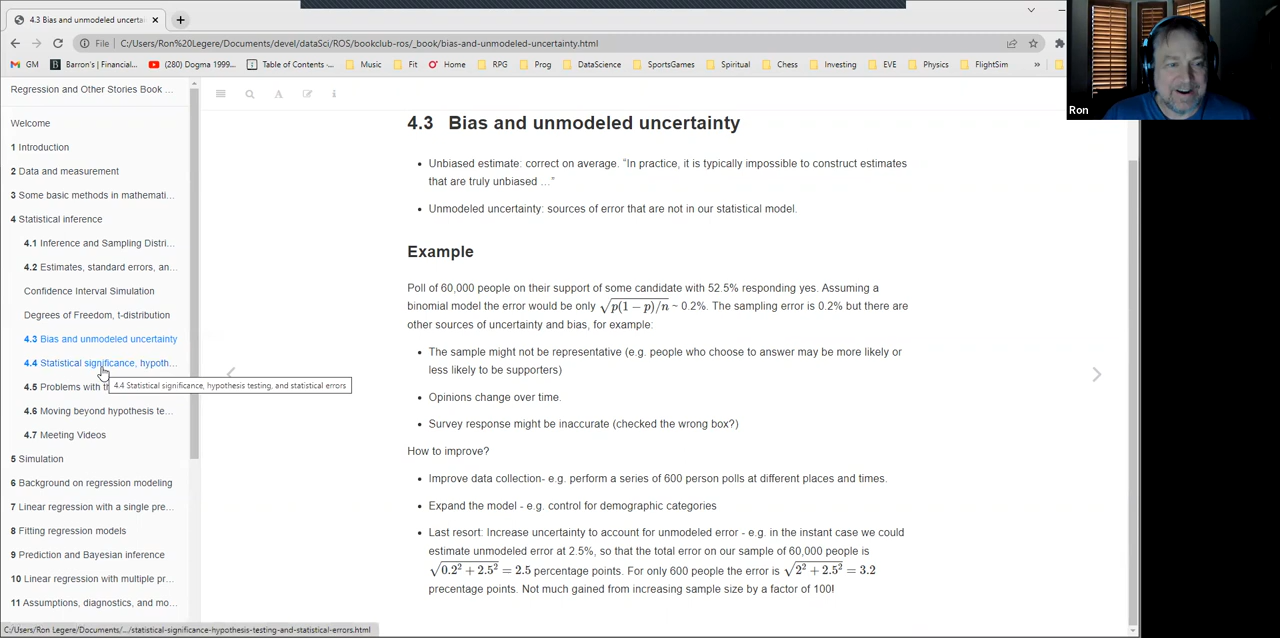 4.3 Bias and unmodeled uncertai
File C:/Users/Ron%20Legere/Documents/devel/dataSci/ROS/bookclub-ros/_book/bias-and-unmodeled-uncertainty.html
GM Barron's | Financial... (280) Dogma 1999... Table of Contents -... Music Fit Home RPG Prog DataScience SportsGames Spiritual Chess Investing EVE Physics FlightSim »
Ron
Regression and Other Stories Book ...
Welcome
1 Introduction
2 Data and measurement
3 Some basic methods in mathemati...
4 Statistical inference
4.1 Inference and Sampling Distri...
4.2 Estimates, standard errors, an...
Confidence Interval Simulation
Degrees of Freedom, t-distribution
4.3 Bias and unmodeled uncertainty
4.4 Statistical significance, hypoth...
4.5 Problems with t
4.4 Statistical significance, hypothesis testing, and statistical errors
4.6 Moving beyond hypothesis te...
4.7 Meeting Videos
5 Simulation
6 Background on regression modeling
7 Linear regression with a single pre...
8 Fitting regression models
9 Prediction and Bayesian inference
10 Linear regression with multiple pr...
11 Assumptions, diagnostics, and mo...
C:/Users/Ron Legere/Documents/.../statistical-significance-hypothesis-testing-and-statistical-errors.html
4.3 Bias and unmodeled uncertainty
• Unbiased estimate: correct on average. “In practice, it is typically impossible to construct estimates
that are truly unbiased …”
• Unmodeled uncertainty: sources of error that are not in our statistical model.
Example
Poll of 60,000 people on their support of some candidate with 52.5% responding yes. Assuming a
binomial model the error would be only √p(1 − p)/n ~ 0.2%. The sampling error is 0.2% but there are
other sources of uncertainty and bias, for example:
• The sample might not be representative (e.g. people who choose to answer may be more likely or
less likely to be supporters)
• Opinions change over time.
• Survey response might be inaccurate (checked the wrong box?)
How to improve?
• Improve data collection- e.g. perform a series of 600 person polls at different places and times.
• Expand the model - e.g. control for demographic categories
• Last resort: Increase uncertainty to account for unmodeled error - e.g. in the instant case we could
estimate unmodeled error at 2.5%, so that the total error on our sample of 60,000 people is
√0.2² + 2.5² = 2.5 percentage points. For only 600 people the error is √2² + 2.5² = 3.2
precentage points. Not much gained from increasing sample size by a factor of 100!